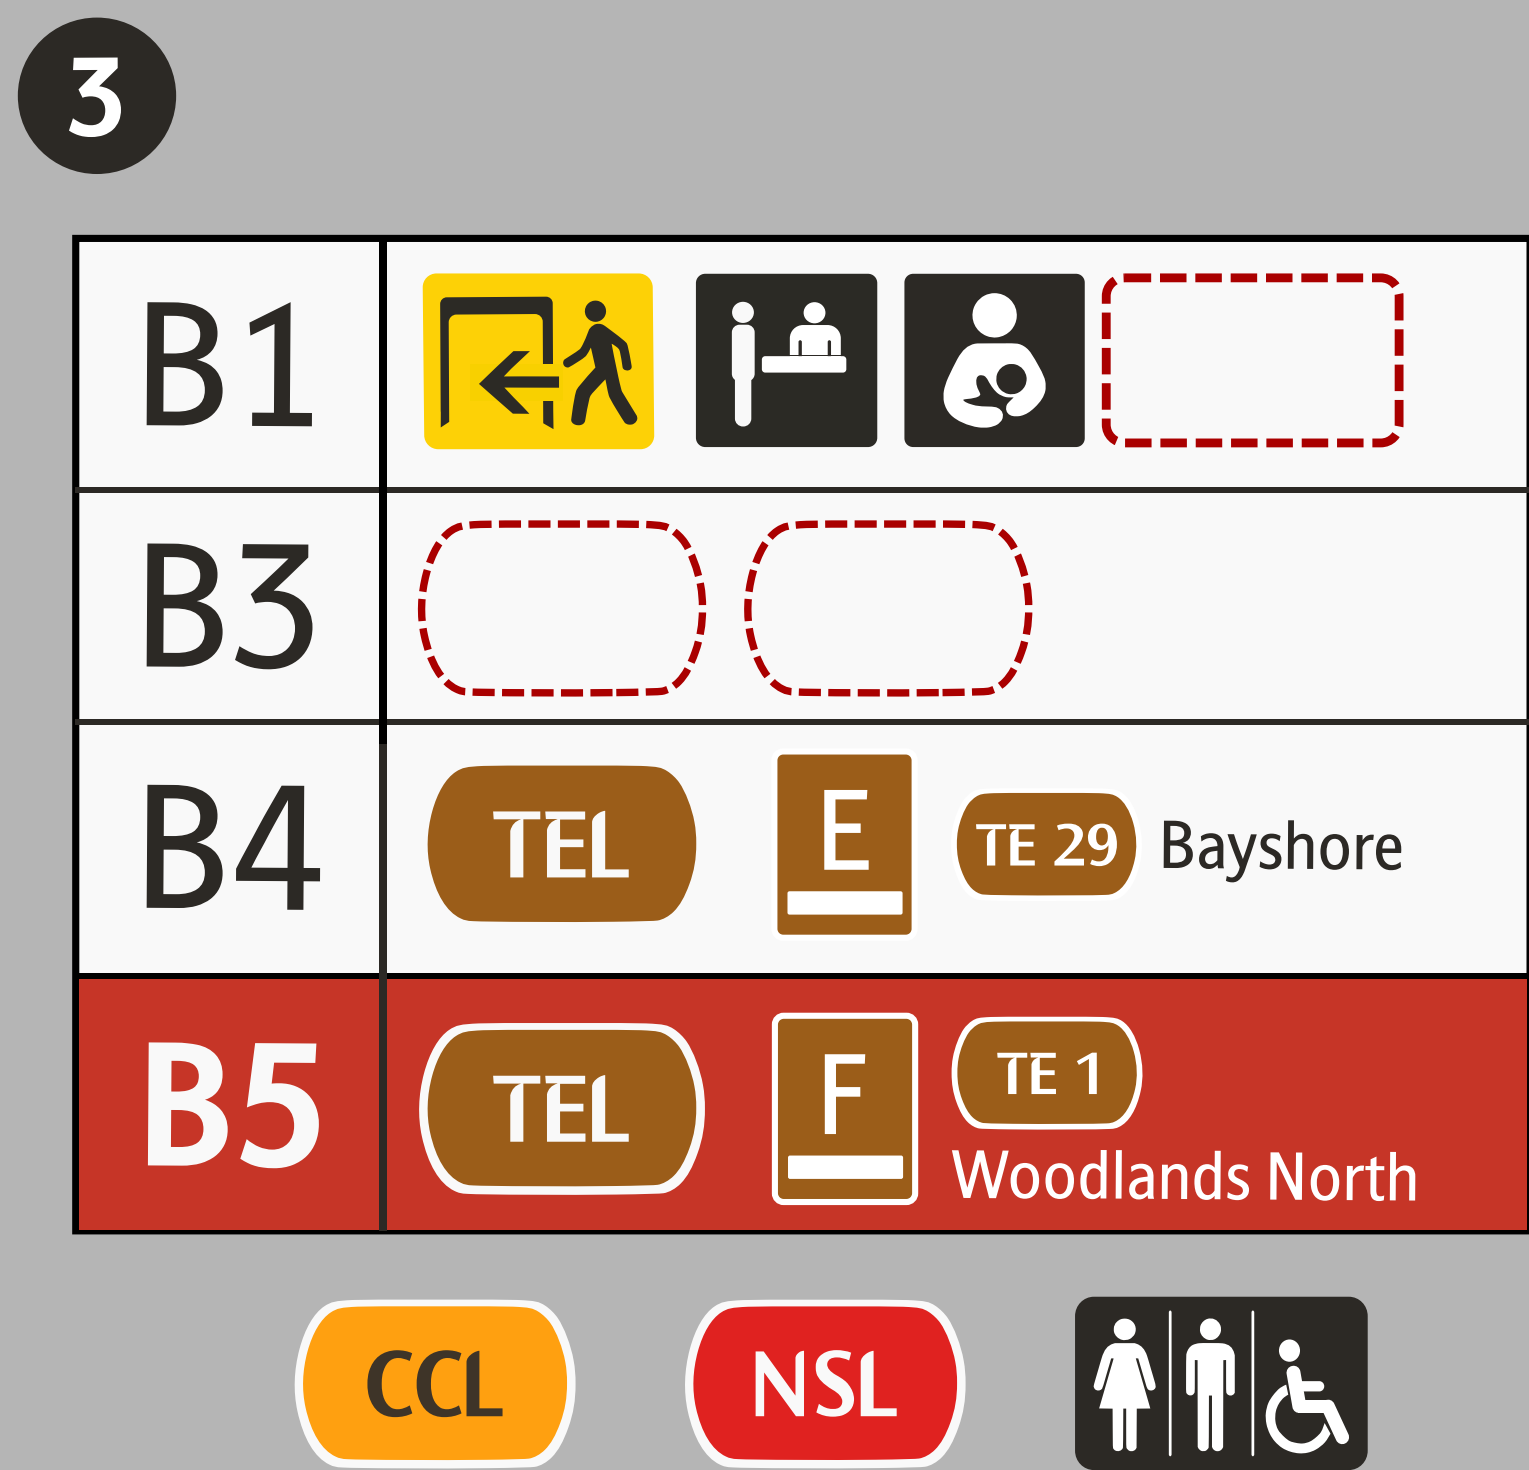 3
B1
B3
B4 TEL E TE 29 Bayshore
B5 TEL F TE 1
Woodlands North
CCL NSL